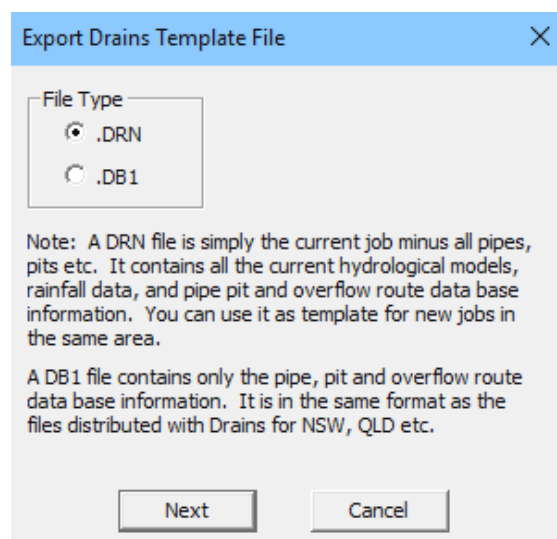 Export Drains Template File
File Type
.DRN
.DB1
Note: A DRN file is simply the current job minus all pipes,
pits etc. It contains all the current hydrological models,
rainfall data, and pipe pit and overflow route data base
information. You can use it as template for new jobs in
the same area.
A DB1 file contains only the pipe, pit and overflow route
data base information. It is in the same format as the
files distributed with Drains for NSW, QLD etc.
Next Cancel